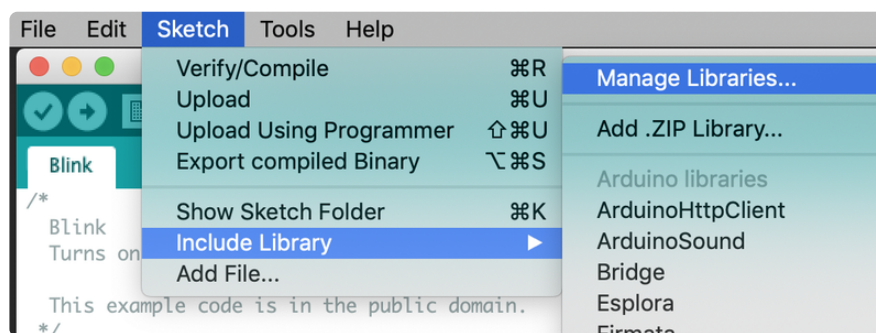 File Edit Sketch Tools Help
Verify/Compile ⌘R
Upload ⌘U
Upload Using Programmer ⇧⌘U
Export compiled Binary ⌥⌘S
Show Sketch Folder ⌘K
Include Library ▶
Add File...
Manage Libraries...
Add .ZIP Library...
Arduino libraries
ArduinoHttpClient
ArduinoSound
Bridge
Esplora
Firmata
Blink
/*
Blink
Turns on
This example code is in the public domain.
*/